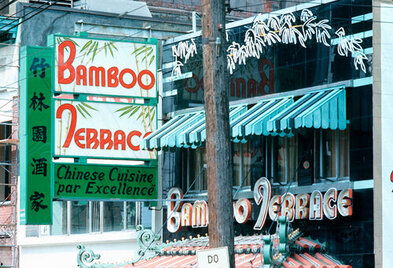 竹林園酒家
BAMBOO
TERRACE
Chinese Cuisine
par Excellence
BAMBOO TERRACE
DO